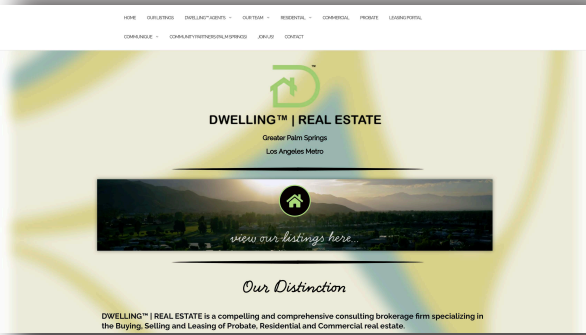 HOME OUR LISTINGS DWELLING™ AGENTS OUR TEAM RESIDENTIAL COMMERCIAL PROBATE LEASING PORTAL
COMMUNIQUE COMMUNITY PARTNERS (PALM SPRINGS) JOIN US! CONTACT
™
DWELLING™ | REAL ESTATE
Greater Palm Springs
Los Angeles Metro
view our listings here...
Our Distinction
DWELLING™ | REAL ESTATE is a compelling and comprehensive consulting brokerage firm specializing in
the Buying, Selling and Leasing of Probate, Residential and Commercial real estate.